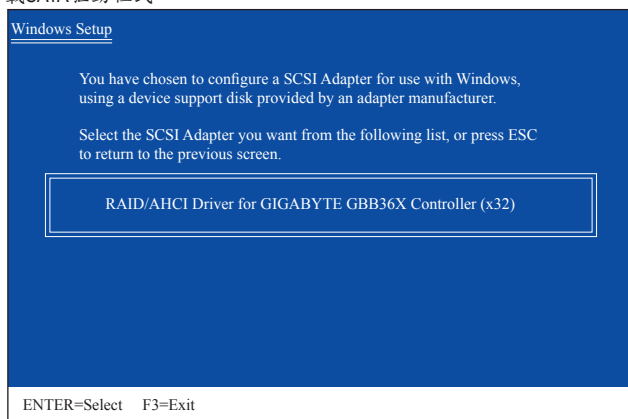 Windows Setup
You have chosen to configure a SCSI Adapter for use with Windows,
using a device support disk provided by an adapter manufacturer.
Select the SCSI Adapter you want from the following list, or press ESC
to return to the previous screen.
RAID/AHCI Driver for GIGABYTE GBB36X Controller (x32)
ENTER=Select F3=Exit